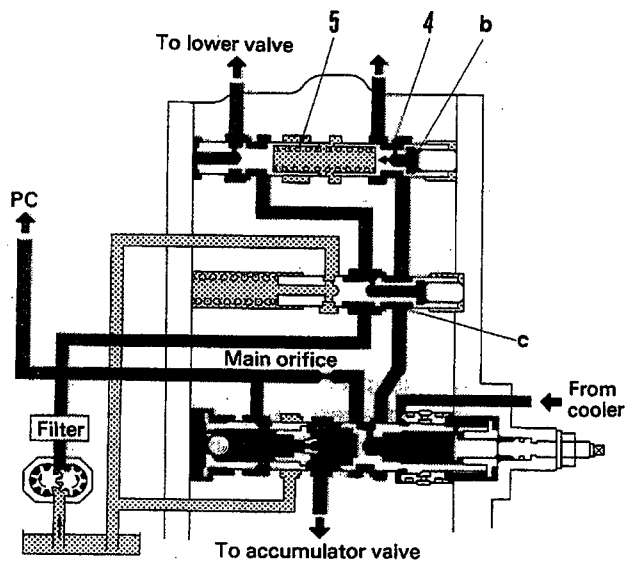 5
4
b
To lower valve
PC
c
Main orifice
From
cooler
Filter
To accumulator valve